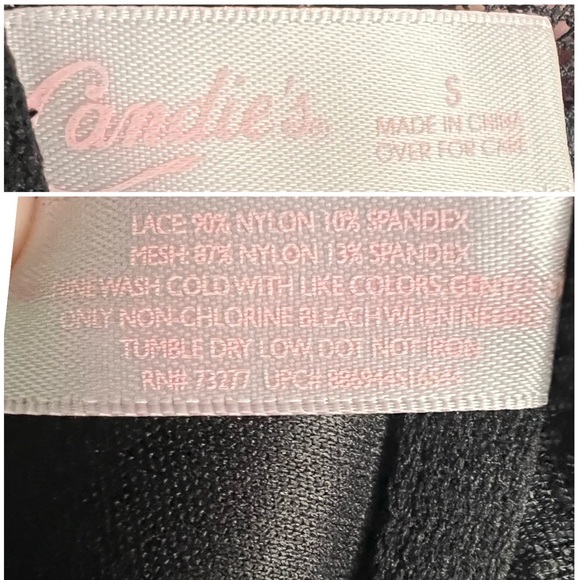 Candie's
S
MADE IN CHINA
OVER FOR CARE
LACE: 90% NYLON 10% SPANDEX
MESH: 87% NYLON 13% SPANDEX
WASH COLD WITH LIKE COLORS.
ONLY NON-CHLORINE BLEACH WHEN
TUMBLE DRY LOW. DOT NOT IRON
RN# 73277 UPC#